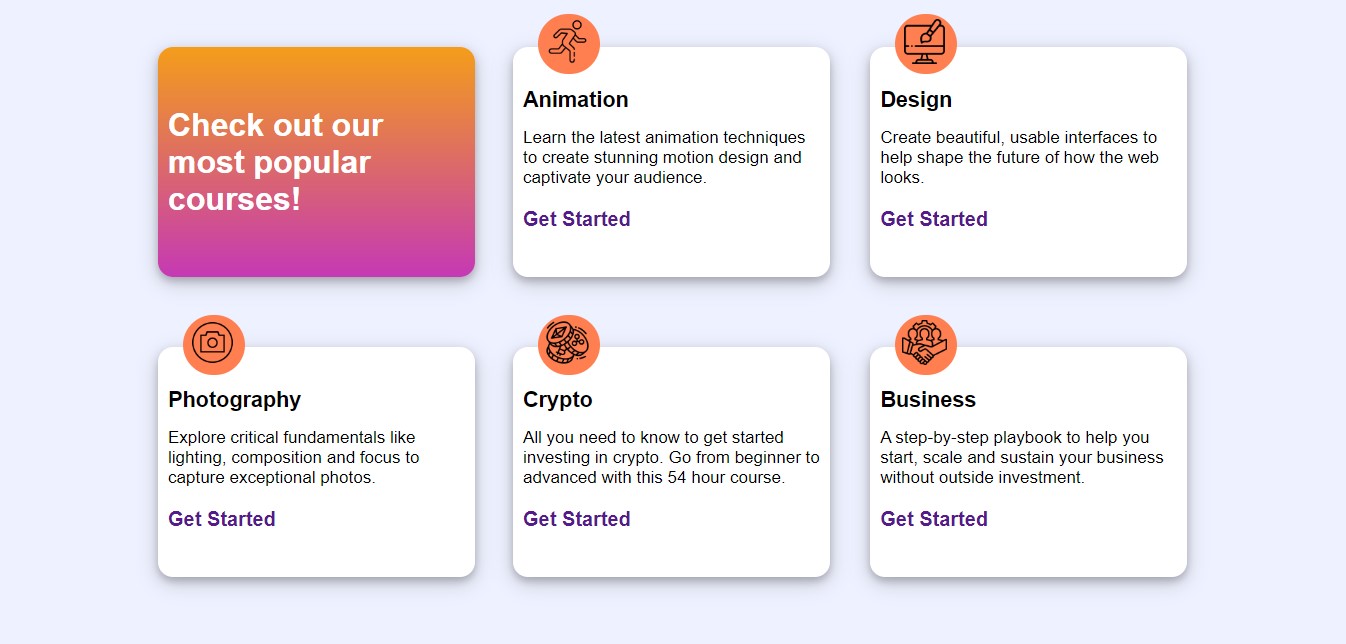 Check out our
most popular
courses!
Animation
Learn the latest animation techniques
to create stunning motion design and
captivate your audience.
Get Started
Design
Create beautiful, usable interfaces to
help shape the future of how the web
looks.
Get Started
Photography
Explore critical fundamentals like
lighting, composition and focus to
capture exceptional photos.
Get Started
Crypto
All you need to know to get started
investing in crypto. Go from beginner to
advanced with this 54 hour course.
Get Started
Business
A step-by-step playbook to help you
start, scale and sustain your business
without outside investment.
Get Started